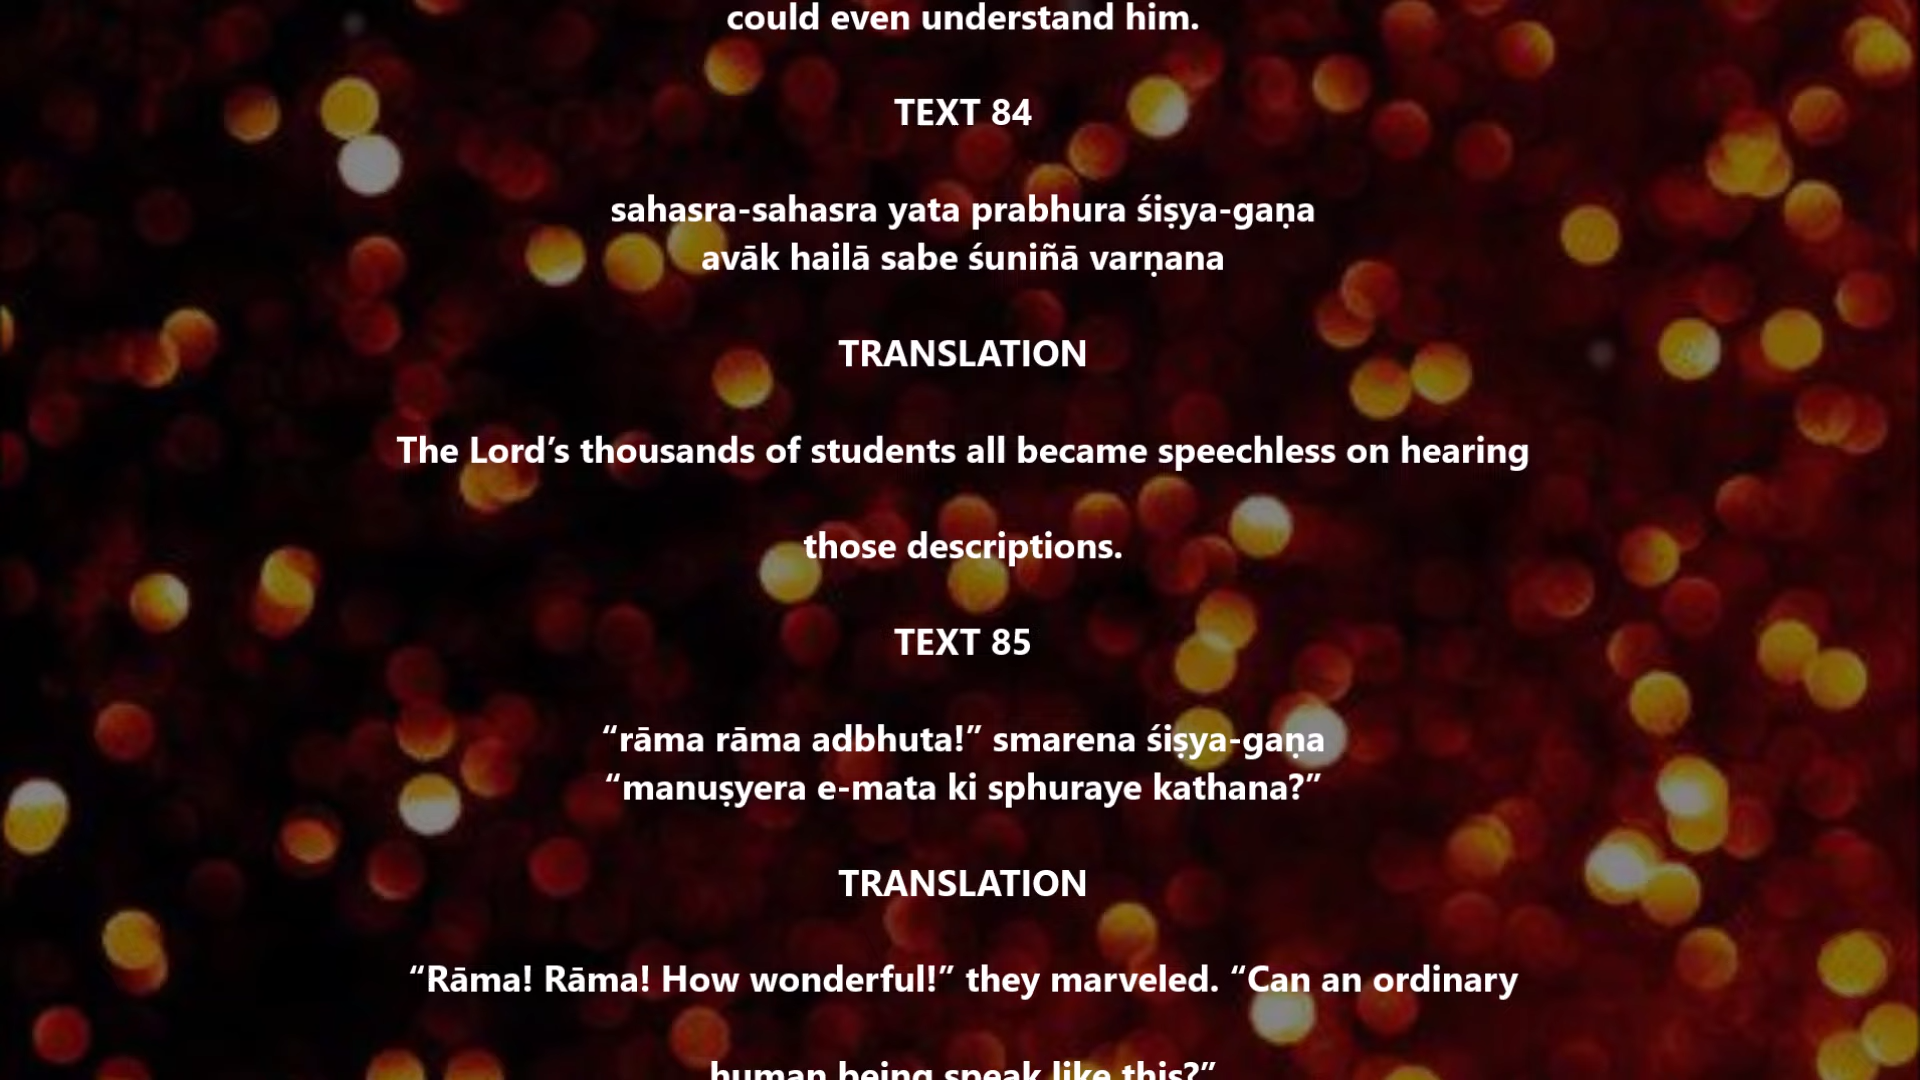 could even understand him.
TEXT 84
sahasra-sahasra yata prabhura śiṣya-gaṇa
avāk hailā sabe śuniñā varṇana
TRANSLATION
The Lord’s thousands of students all became speechless on hearing
those descriptions.
TEXT 85
“rāma rāma adbhuta!” smarena śiṣya-gaṇa
“manuṣyera e-mata ki sphuraye kathana?”
TRANSLATION
“Rāma! Rāma! How wonderful!” they marveled. “Can an ordinary
human being speak like this?”